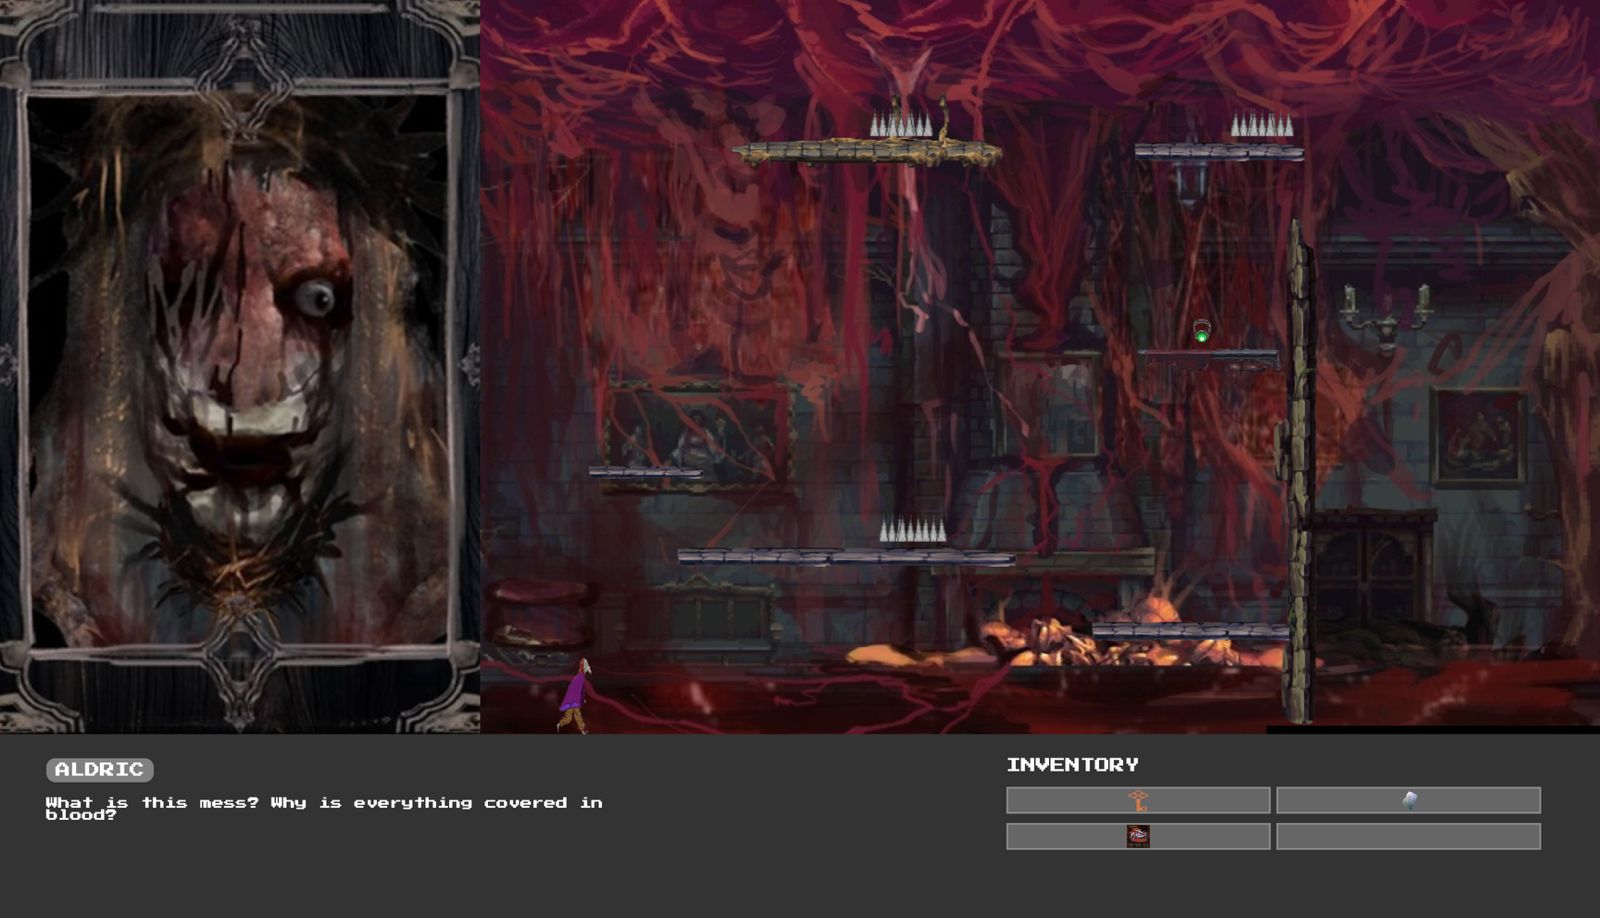 ALDRIC
What is this mess? Why is everything covered in
blood?
INVENTORY